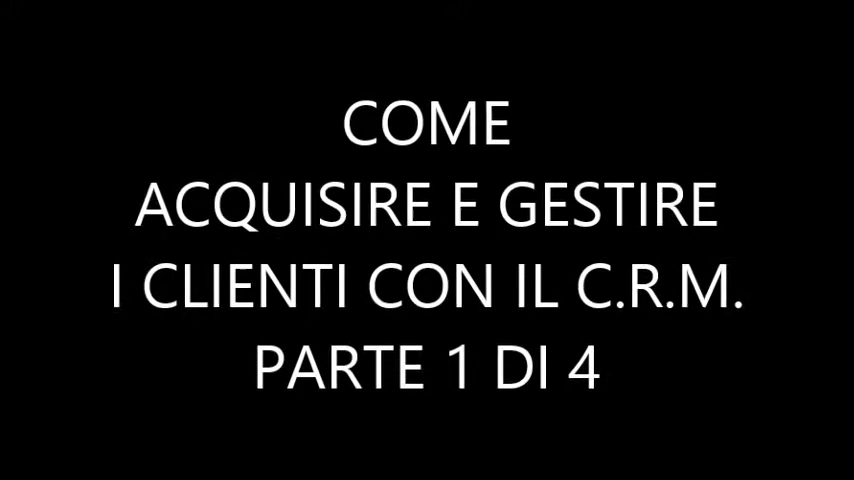 COME
ACQUISIRE E GESTIRE
I CLIENTI CON IL C.R.M.
PARTE 1 DI 4